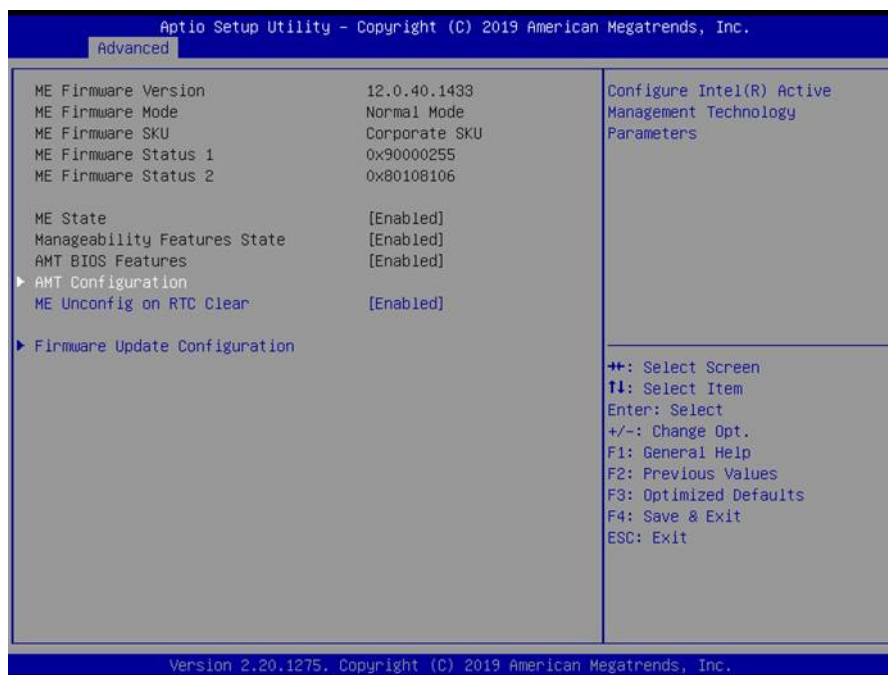 Aptio Setup Utility – Copyright (C) 2019 American Megatrends, Inc.
Advanced
ME Firmware Version 12.0.40.1433
ME Firmware Mode Normal Mode
ME Firmware SKU Corporate SKU
ME Firmware Status 1 0x90000255
ME Firmware Status 2 0x80108106
ME State [Enabled]
Manageability Features State [Enabled]
AMT BIOS Features [Enabled]
AMT Configuration
ME Unconfig on RTC Clear [Enabled]
Firmware Update Configuration
Configure Intel(R) Active
Management Technology
Parameters
→←: Select Screen
↑↓: Select Item
Enter: Select
+/-: Change Opt.
F1: General Help
F2: Previous Values
F3: Optimized Defaults
F4: Save & Exit
ESC: Exit
Version 2.20.1275. Copyright (C) 2019 American Megatrends, Inc.